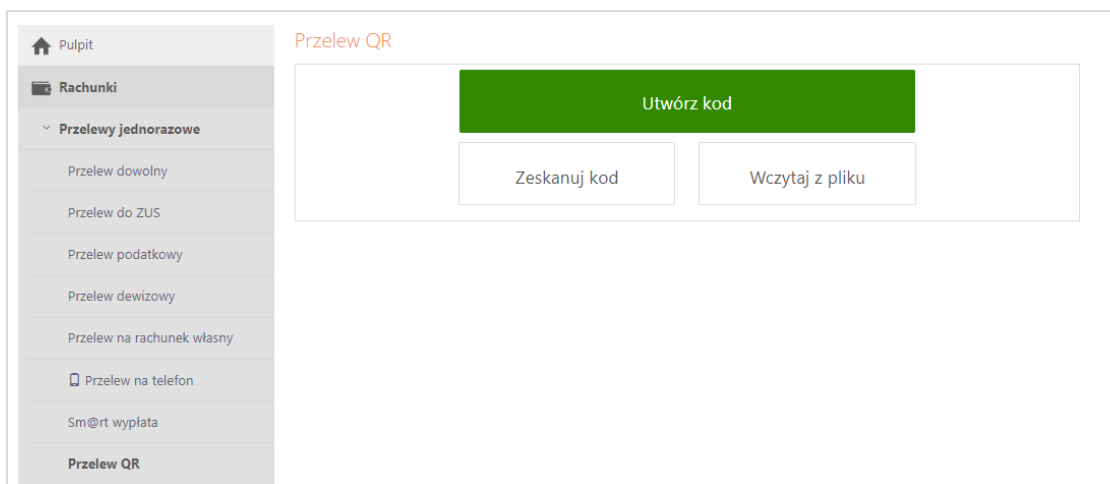 Pulpit
Rachunki
Przelewy jednorazowe
Przelew dowolny
Przelew do ZUS
Przelew podatkowy
Przelew dewizowy
Przelew na rachunek własny
Przelew na telefon
Sm@rt wypłata
Przelew QR
Przelew QR
Utwórz kod
Zeskanuj kod
Wczytaj z pliku